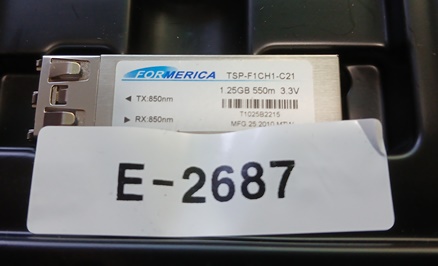 FORMERICA TSP-F1CH1-C21
◄ TX:850nm 1.25GB 550m 3.3V
► RX:850nm T1025B2215
E-2687